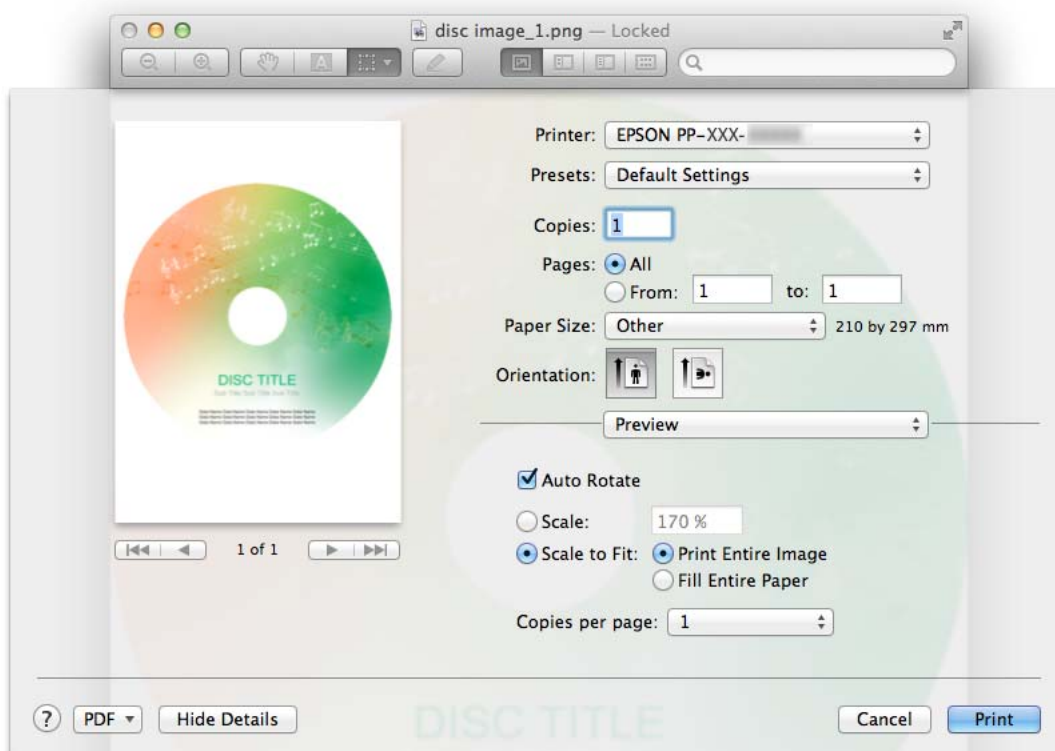 disc image_1.png — Locked
Printer: EPSON PP-XXX-
Presets: Default Settings
Copies: 1
Pages: All
From: 1 to: 1
Paper Size: Other 210 by 297 mm
Orientation:
Preview
Auto Rotate
Scale: 170 %
Scale to Fit: Print Entire Image
Fill Entire Paper
Copies per page: 1
DISC TITLE
1 of 1
? PDF Hide Details Cancel Print
DISC TITLE